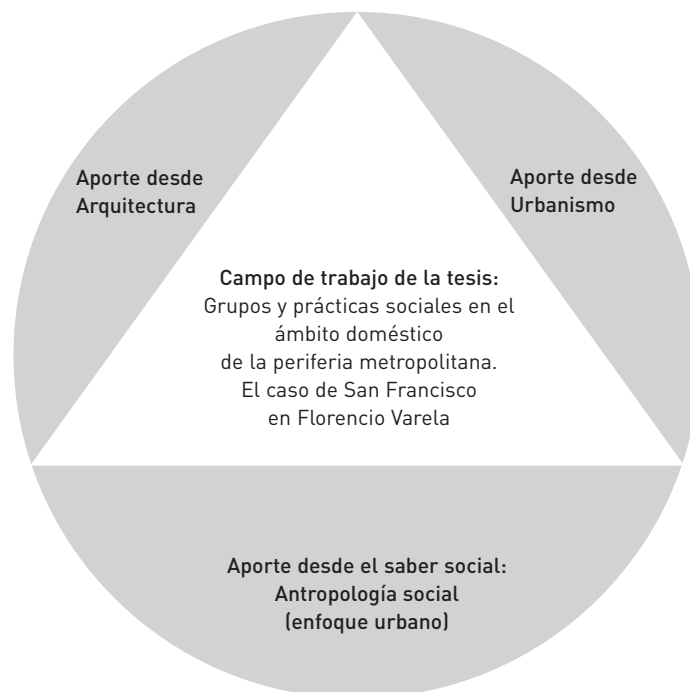 Aporte desde
Arquitectura
Aporte desde
Urbanismo
Campo de trabajo de la tesis:
Grupos y prácticas sociales en el
ámbito doméstico
de la periferia metropolitana.
El caso de San Francisco
en Florencio Varela
Aporte desde el saber social:
Antropología social
(enfoque urbano)